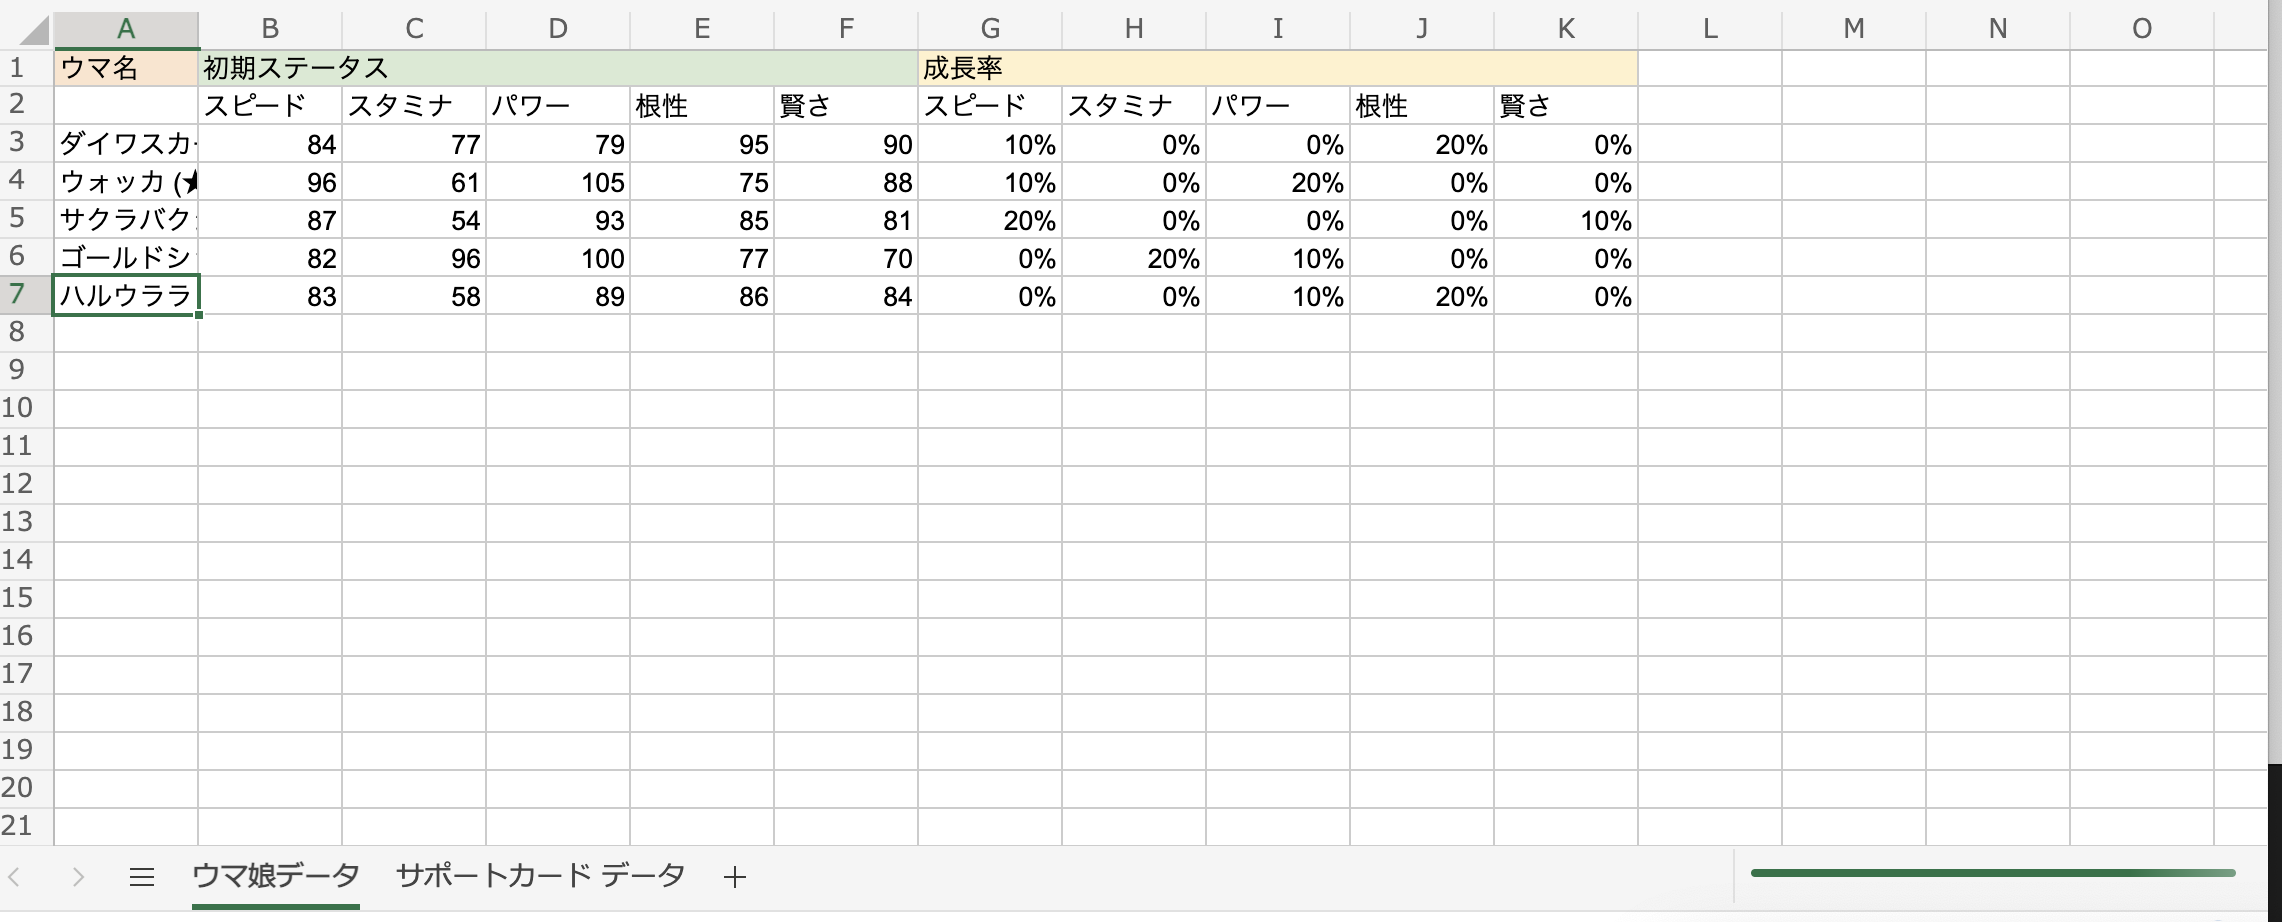 A B C D E F G H I J K L M N O
1 ウマ名 初期ステータス 成長率
2 スピード スタミナ パワー 根性 賢さ スピード スタミナ パワー 根性 賢さ
3 ダイワスカ 84 77 79 95 90 10% 0% 0% 20% 0%
4 ウォッカ (★ 96 61 105 75 88 10% 0% 20% 0% 0%
5 サクラバク 87 54 93 85 81 20% 0% 0% 0% 10%
6 ゴールドシ 82 96 100 77 70 0% 20% 10% 0% 0%
7 ハルウララ 83 58 89 86 84 0% 0% 10% 20% 0%
8
9
10
11
12
13
14
15
16
17
18
19
20
21
ウマ娘データ サポートカード データ